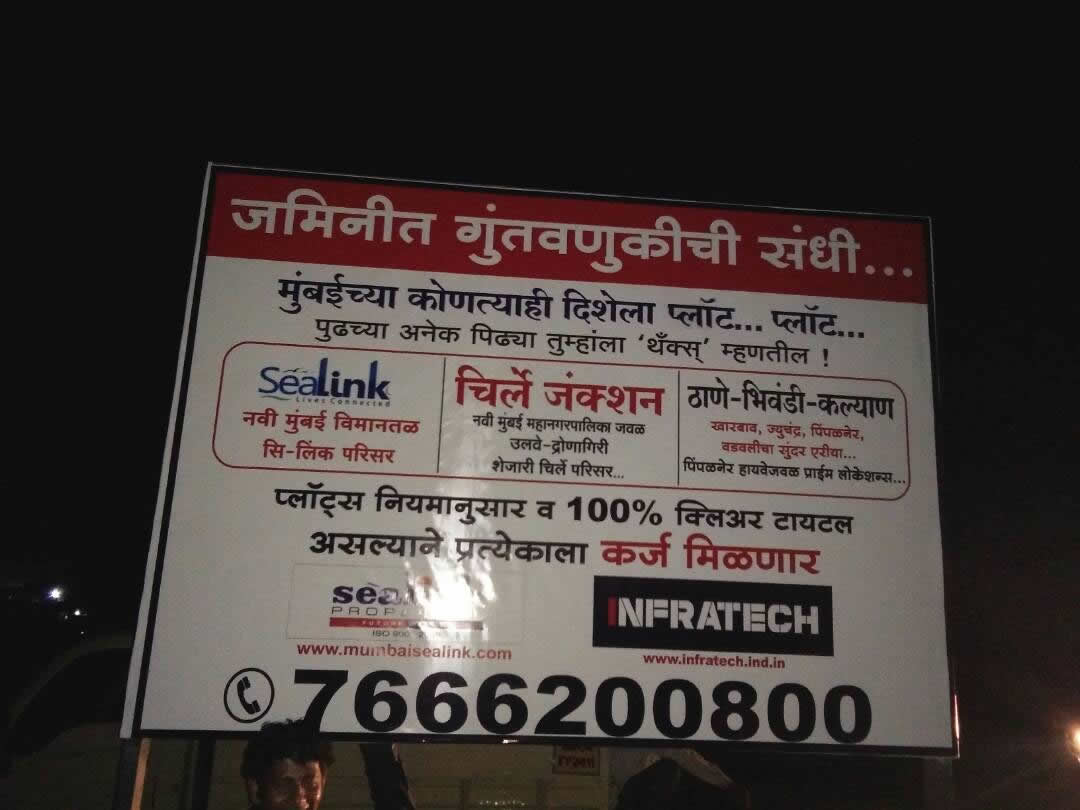 जमिनीत गुंतवणुकीची संधी...
मुंबईच्या कोणत्याही दिशेला प्लॉट... प्लॉट...
पुढच्या अनेक पिढ्या तुम्हांला 'थँक्स्' म्हणतील !
SeaLink
Lives Connected
नवी मुंबई विमानतळ
सि-लिंक परिसर
चिर्ले जंक्शन
नवी मुंबई महानगरपालिका जवळ
उलवे-द्रोणागिरी
शेजारी चिर्ले परिसर...
ठाणे-भिवंडी-कल्याण
खारबाव, ज्युचंद्र, पिंपळनेर,
वडवलीचा सुंदर एरीया...
पिंपळनेर हायवेजवळ प्राईम लोकेशन्स...
प्लॉट्स नियमानुसार व 100% क्लिअर टायटल
असल्याने प्रत्येकाला कर्ज मिळणार
www.mumbaisealink.com
INFRATECH
www.infratech.ind.in
7666200800